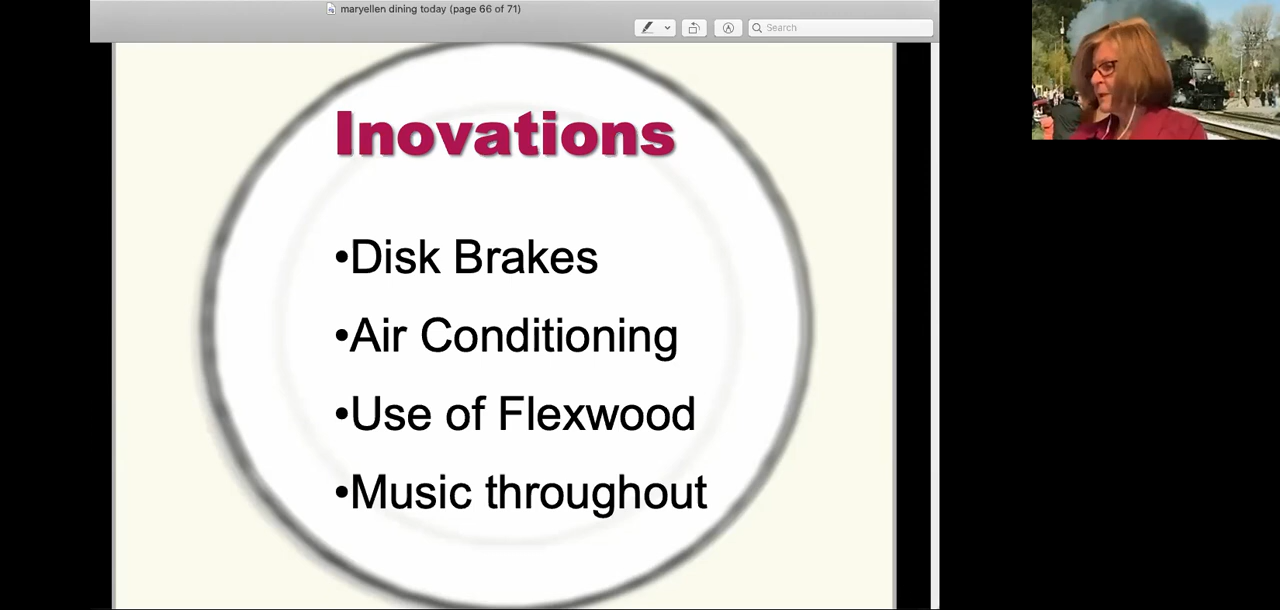 maryellen dining today (page 66 of 71)
Search
Inovations
•Disk Brakes
•Air Conditioning
•Use of Flexwood
•Music throughout